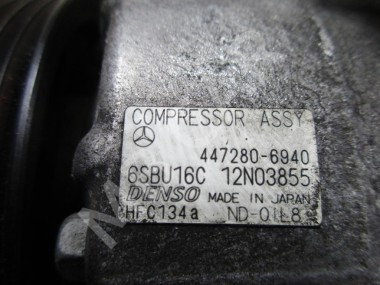 COMPRESSOR ASSY
447280-6940
6SBU16C 12N03855
DENSO MADE IN JAPAN
HFC134a ND-OIL8